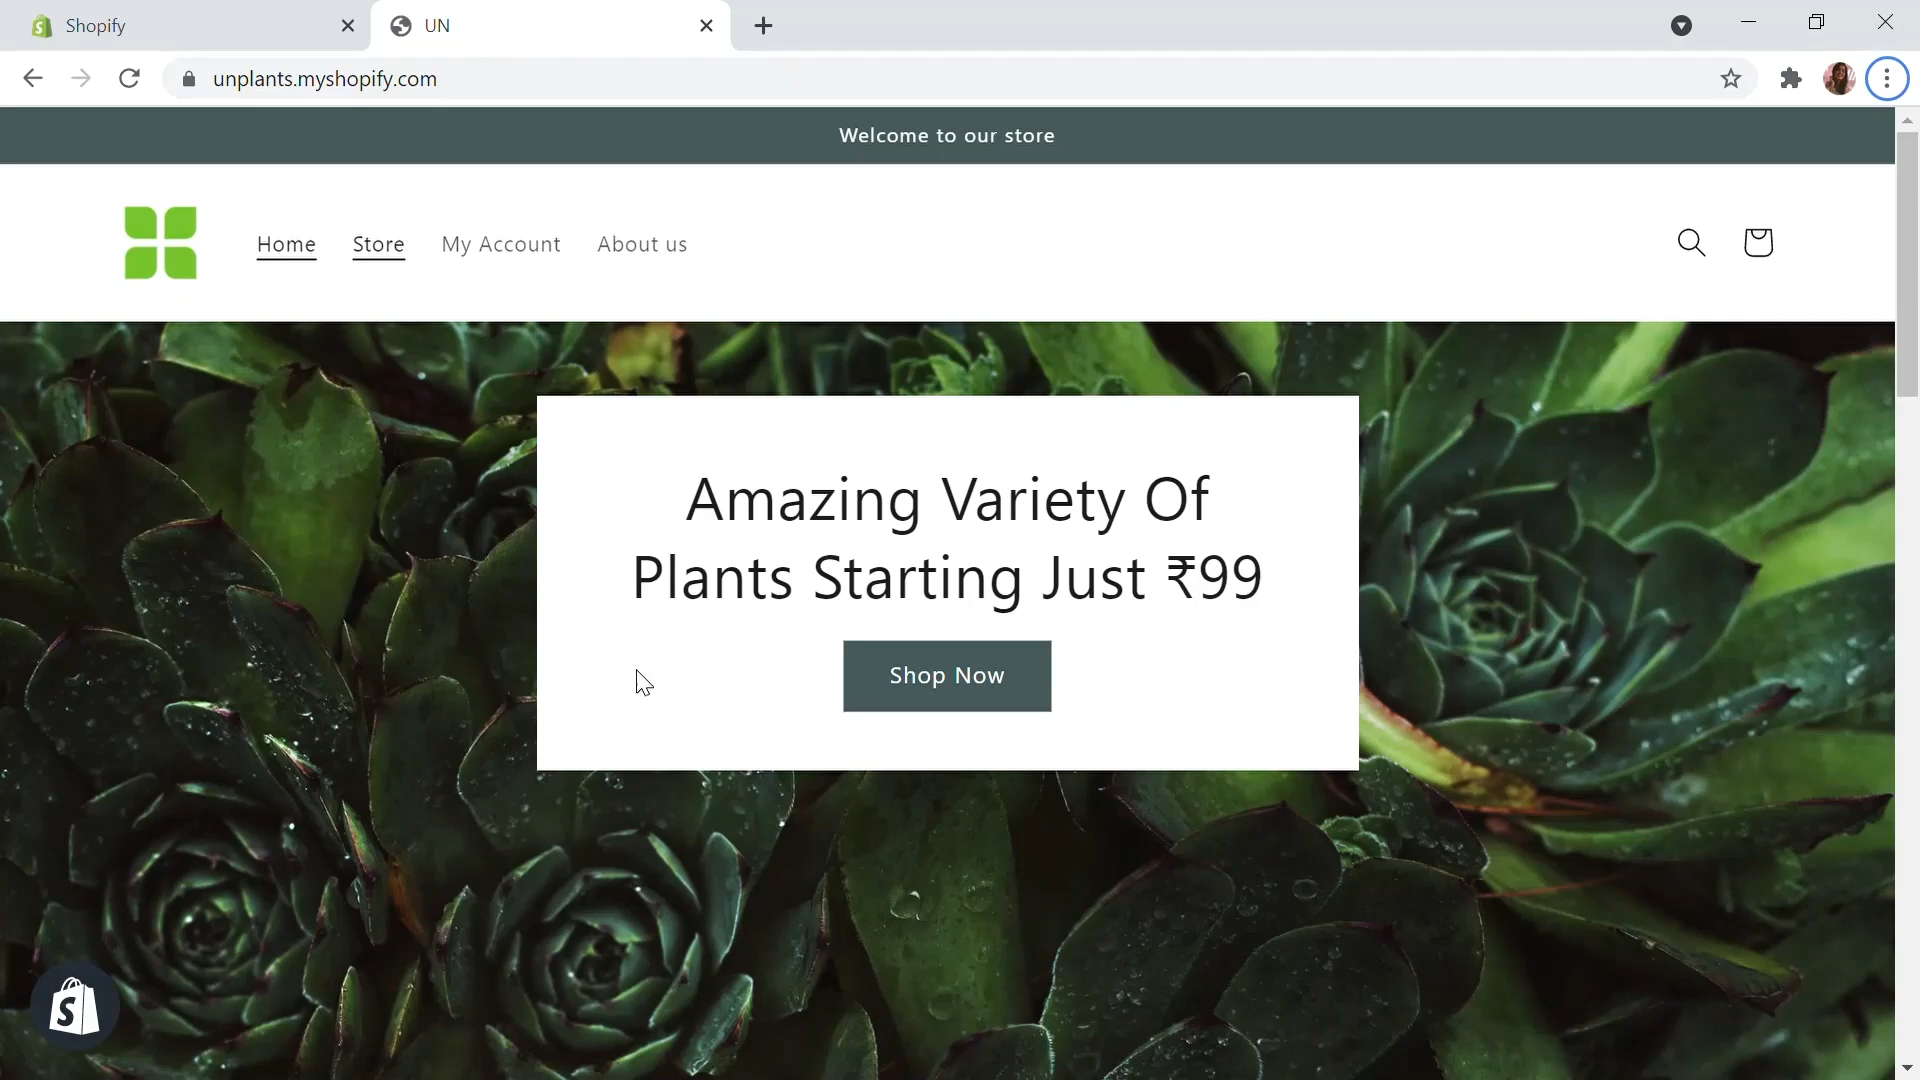 Shopify
UN
unplants.myshopify.com
Welcome to our store
Home
Store
My Account
About us
Amazing Variety Of
Plants Starting Just ₹99
Shop Now